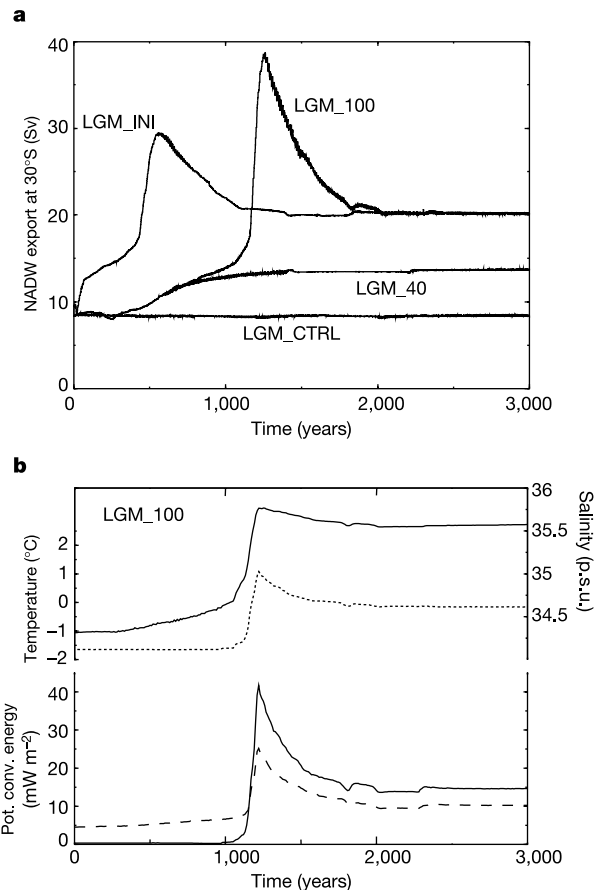 a
40
30
20
10
0
NADW export at 30°S (Sv)
LGM_INI
LGM_100
LGM_40
LGM_CTRL
0 1,000 2,000 3,000
Time (years)
b
LGM_100
Temperature (°C)
2
1
0
–1
–2
36
35.5
35
34.5
Salinity (p.s.u.)
Pot. conv. energy
(mW m–2)
40
30
20
10
0
0 1,000 2,000 3,000
Time (years)